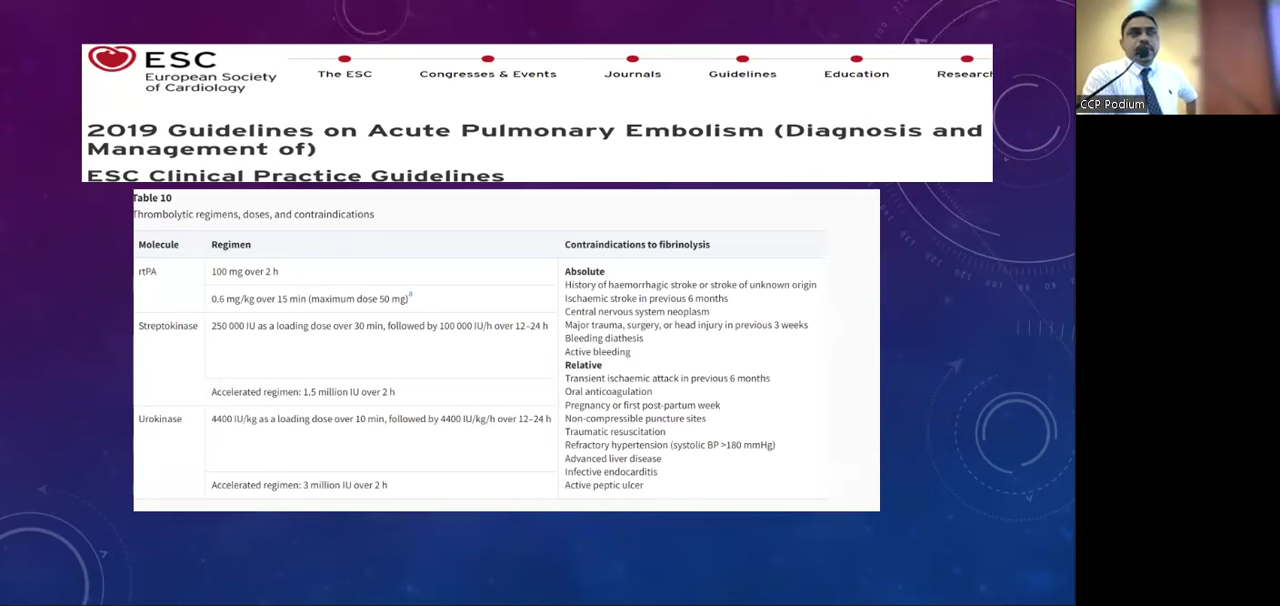 ESC
European Society
of Cardiology
The ESC
Congresses & Events
Journals
Guidelines
Education
Research
2019 Guidelines on Acute Pulmonary Embolism (Diagnosis and
Management of)
ESC Clinical Practice Guidelines
CCP Podium
Table 10
Thrombolytic regimens, doses, and contraindications
Molecule
Regimen
Contraindications to fibrinolysis
rtPA
100 mg over 2 h
0.6 mg/kg over 15 min (maximum dose 50 mg)a
Streptokinase
250 000 IU as a loading dose over 30 min, followed by 100 000 IU/h over 12–24 h
Accelerated regimen: 1.5 million IU over 2 h
Urokinase
4400 IU/kg as a loading dose over 10 min, followed by 4400 IU/kg/h over 12–24 h
Accelerated regimen: 3 million IU over 2 h
Absolute
History of haemorrhagic stroke or stroke of unknown origin
Ischaemic stroke in previous 6 months
Central nervous system neoplasm
Major trauma, surgery, or head injury in previous 3 weeks
Bleeding diathesis
Active bleeding
Relative
Transient ischaemic attack in previous 6 months
Oral anticoagulation
Pregnancy or first post-partum week
Non-compressible puncture sites
Traumatic resuscitation
Refractory hypertension (systolic BP >180 mmHg)
Advanced liver disease
Infective endocarditis
Active peptic ulcer